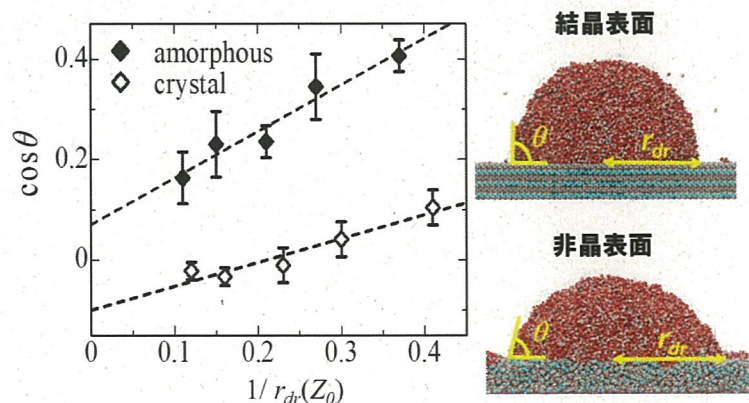 amorphous
crystal
0.4
0.2
0
cosθ
0 0.1 0.2 0.3 0.4
1/ r_dr(Z_0)
結晶表面
θ
r_dr
非晶表面
θ
r_dr